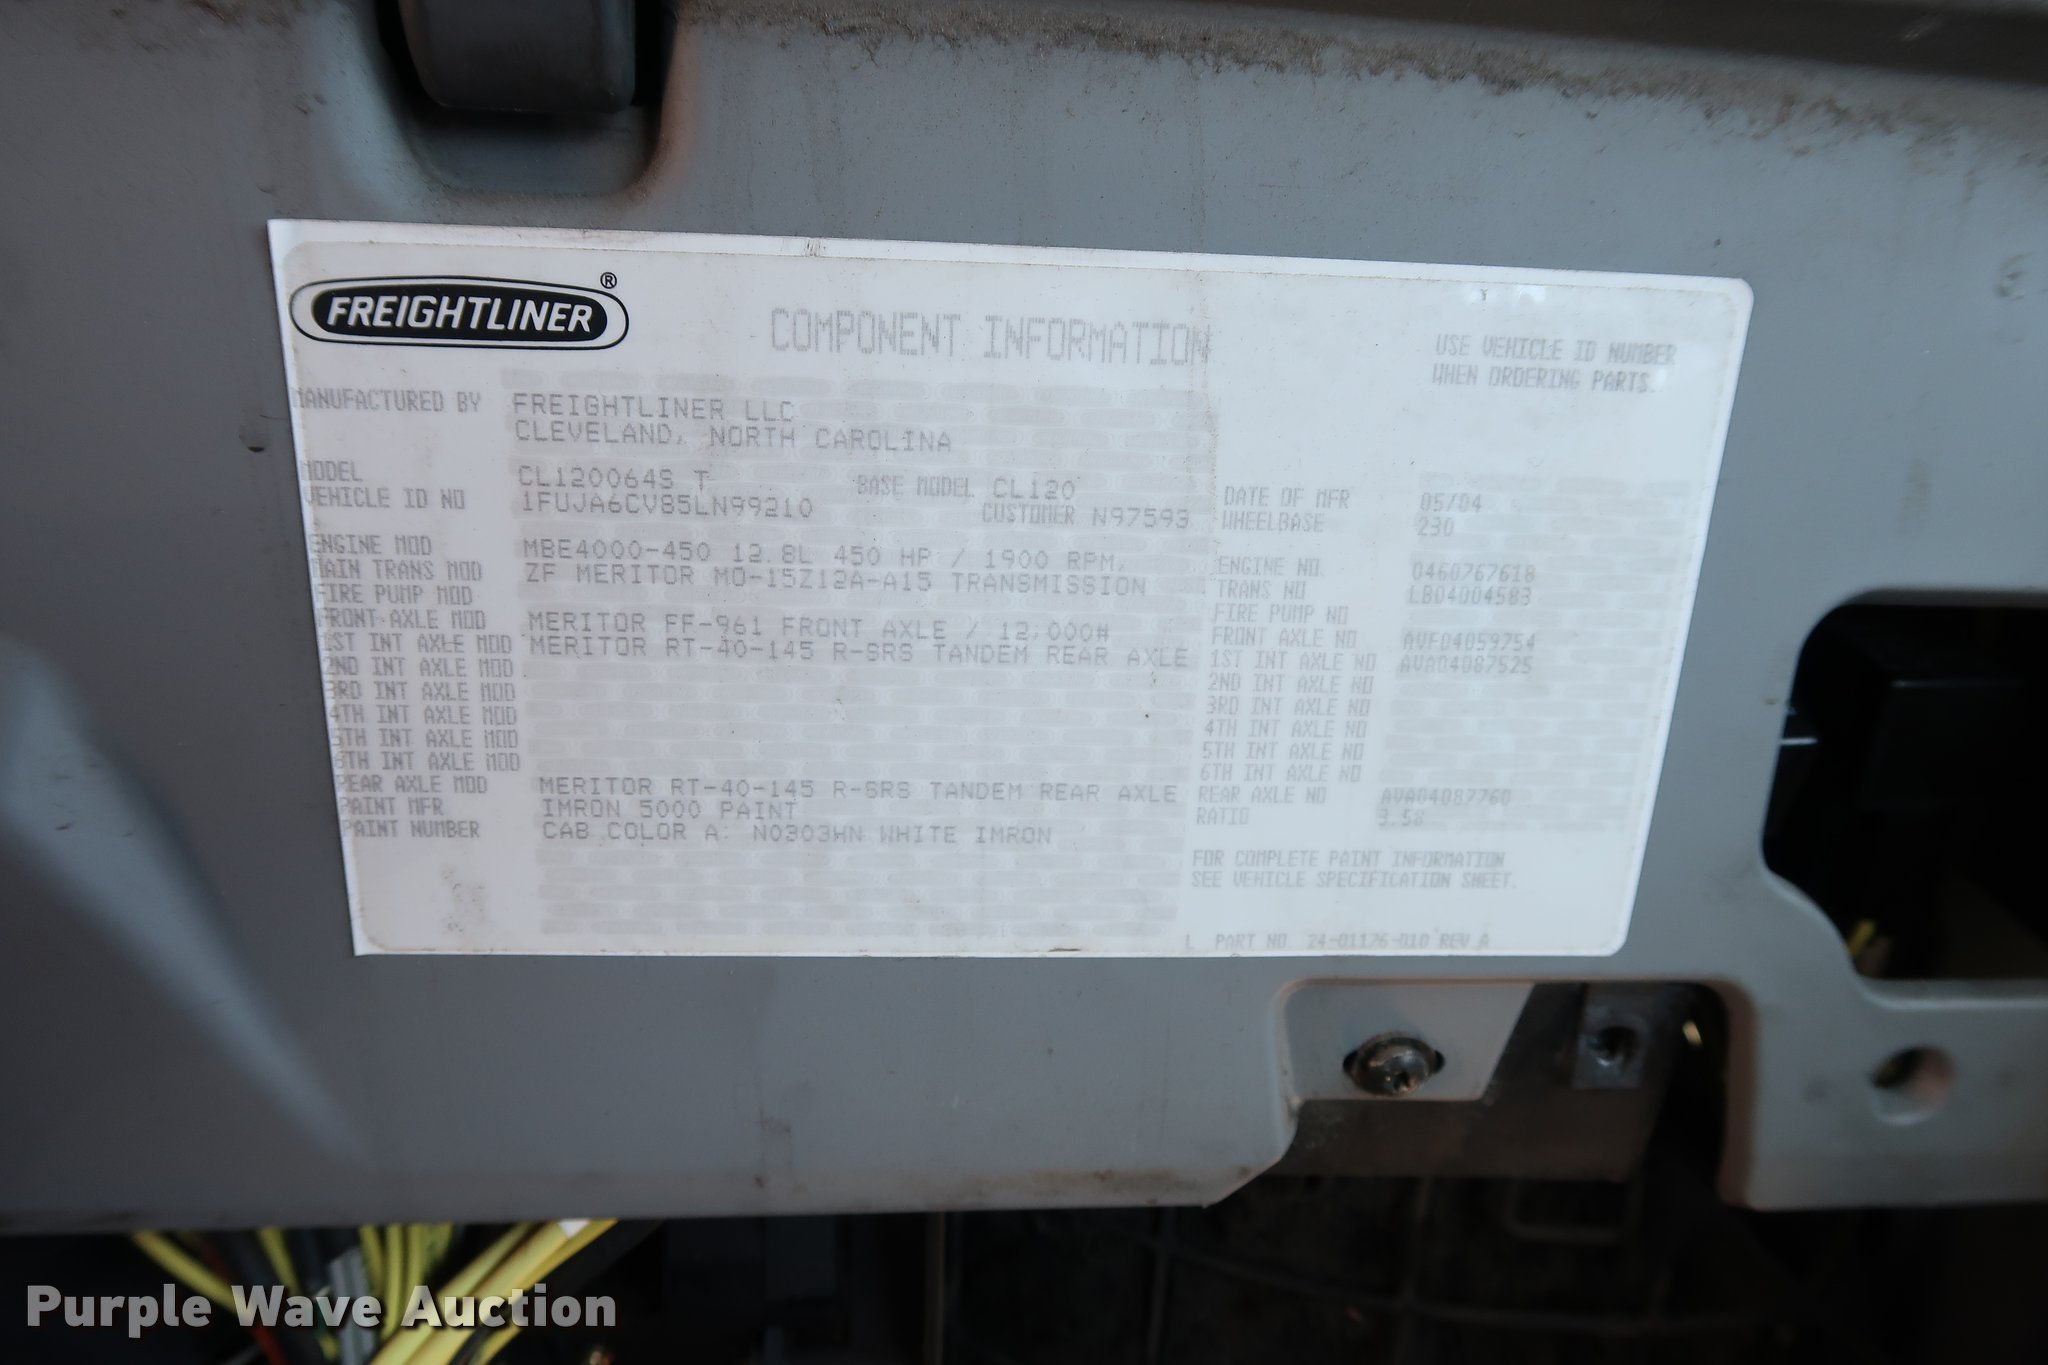 FREIGHTLINER ®
COMPONENT INFORMATION
USE VEHICLE ID NUMBER
WHEN ORDERING PARTS.
MANUFACTURED BY FREIGHTLINER LLC
CLEVELAND, NORTH CAROLINA
MODEL CL120064S T BASE MODEL CL120 DATE OF MFR 05/04
VEHICLE ID NO 1FUJA6CV85LN99210 CUSTOMER N97593 WHEELBASE 230
ENGINE MOD MBE4000-450 12.8L 450 HP / 1900 RPM, ENGINE NO. 0460767618
MAIN TRANS MOD ZF MERITOR MO-15Z12A-A15 TRANSMISSION TRANS NO LB04004583
FIRE PUMP MOD FIRE PUMP NO
FRONT AXLE MOD MERITOR FF-961 FRONT AXLE / 12,000# FRONT AXLE NO AVF04059754
1ST INT AXLE MOD MERITOR RT-40-145 R-SRS TANDEM REAR AXLE 1ST INT AXLE NO AVA04087525
2ND INT AXLE MOD 2ND INT AXLE NO
3RD INT AXLE MOD 3RD INT AXLE NO
4TH INT AXLE MOD 4TH INT AXLE NO
5TH INT AXLE MOD 5TH INT AXLE NO
6TH INT AXLE MOD 6TH INT AXLE NO
REAR AXLE MOD MERITOR RT-40-145 R-SRS TANDEM REAR AXLE REAR AXLE NO AVA04087760
PAINT MFR IMRON 5000 PAINT RATIO 3.58
PAINT NUMBER CAB COLOR A: N0303HN WHITE IMRON
FOR COMPLETE PAINT INFORMATION
SEE VEHICLE SPECIFICATION SHEET.
L PART NO. 24-01176-010 REV A
Purple Wave Auction